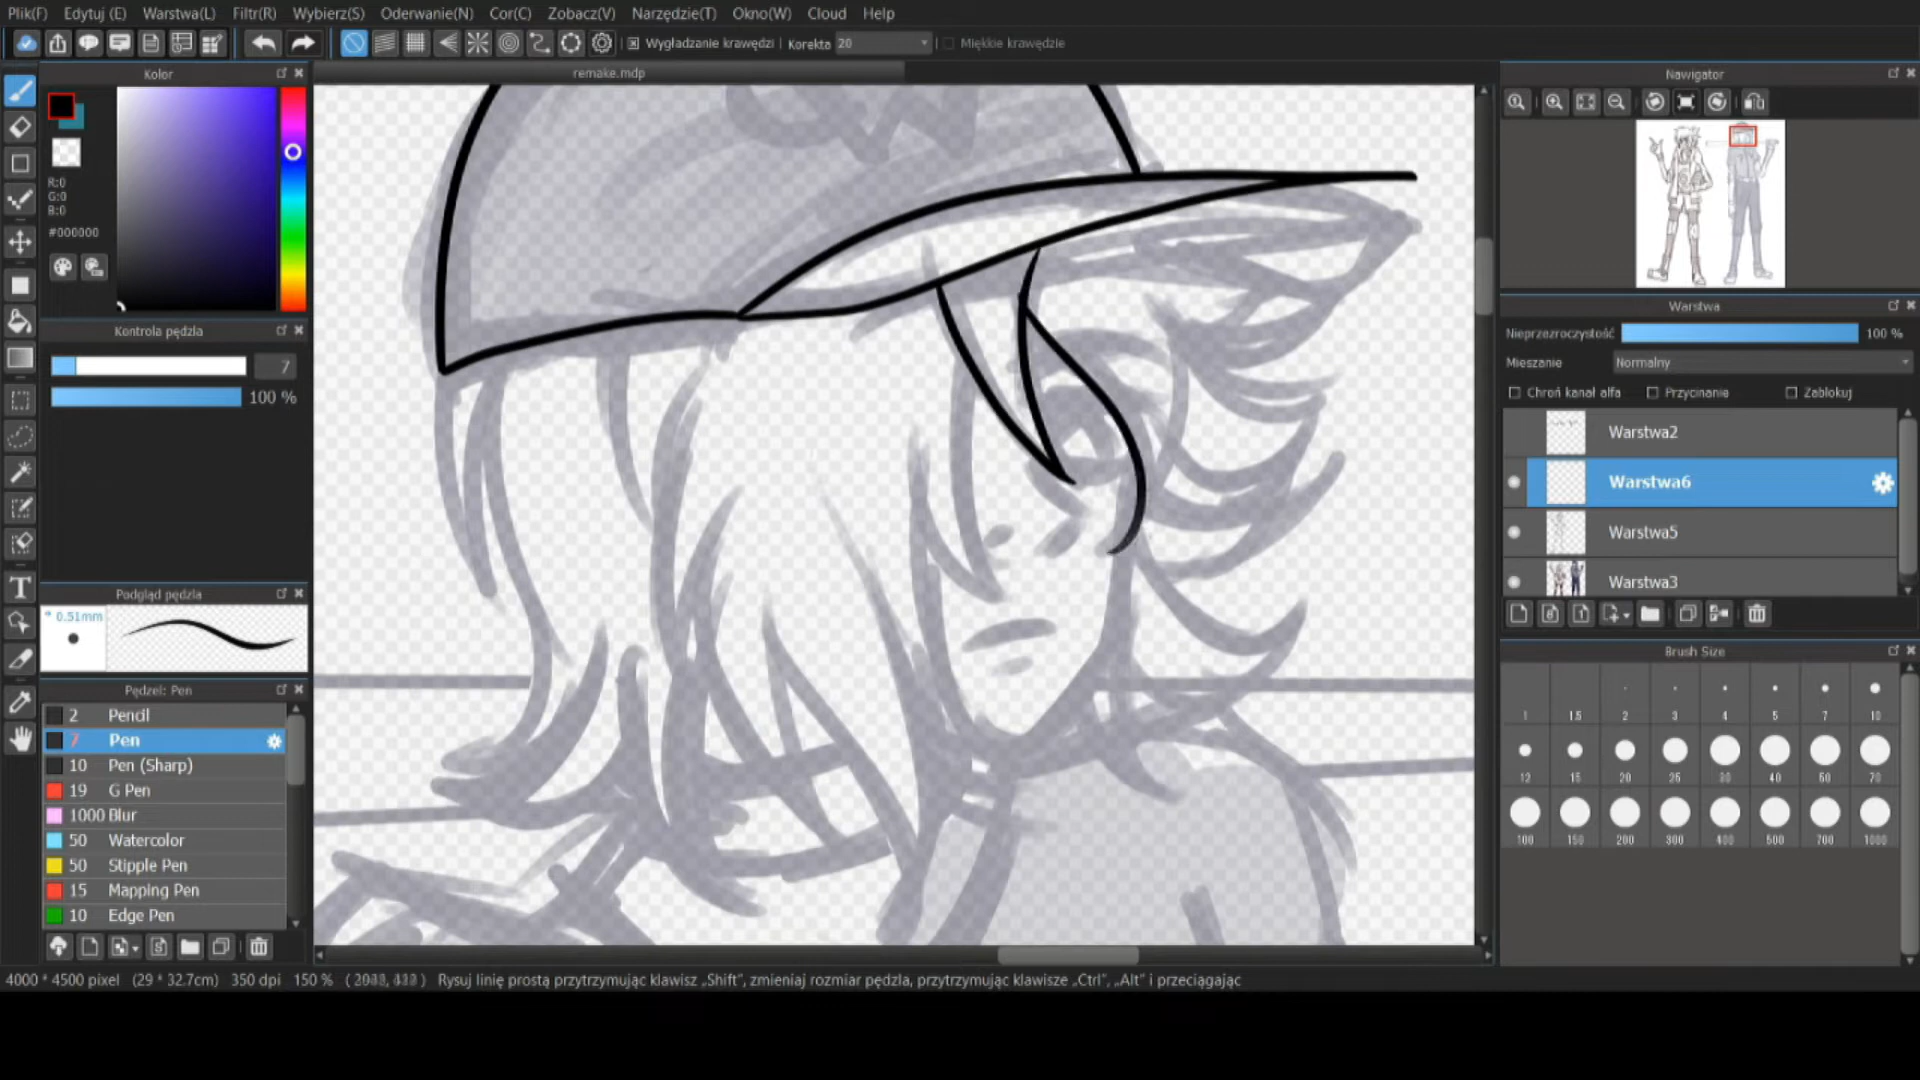 Plik(F) Edytuj (E) Warstwa(L) Filtr(R) Wybierz(S) Oderwanie(N) Cor(C) Zobacz(V) Narzędzie(T) Okno(W) Cloud Help
Wygładzanie krawędzi Korekta 20 Miękkie krawędzie
Kolor
remake.mdp
Nawigator
R:0
G:0
B:0
#000000
Kontrola pędzla
7
100 %
Podgląd pędzla
* 0.51mm
Pędzel: Pen
2 Pencil
7 Pen
10 Pen (Sharp)
19 G Pen
1000 Blur
50 Watercolor
50 Stipple Pen
15 Mapping Pen
10 Edge Pen
Warstwa
Nieprzezroczystość 100 %
Mieszanie Normalny
Chroń kanał alfa Przycinanie Zablokuj
Warstwa2
Warstwa6
Warstwa5
Warstwa3
Brush Size
1 1.5 2 3 4 5 7 10
12 15 20 25 30 40 50 70
100 150 200 300 400 500 700 1000
4000 * 4500 pixel (29 * 32.7cm) 350 dpi 150 % Rysuj linię prostą przytrzymując klawisz „Shift”, zmieniaj rozmiar pędzla, przytrzymując klawisze „Ctrl”, „Alt” i przeciągając